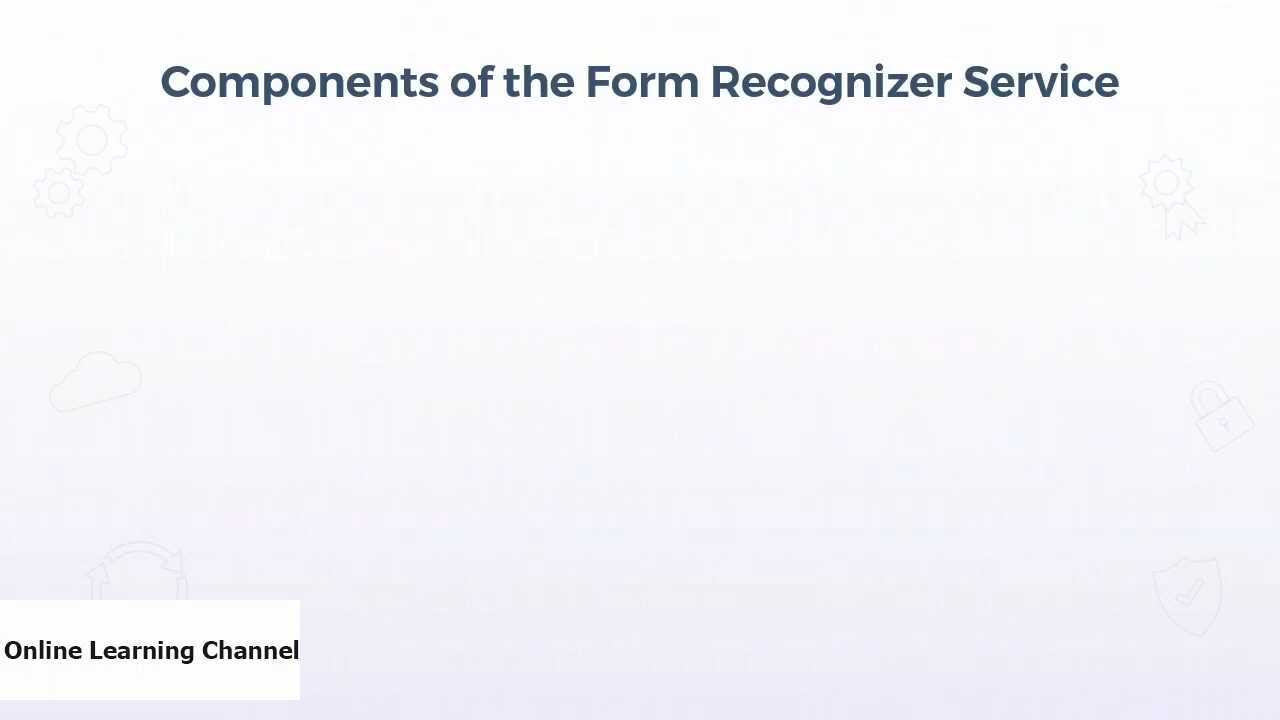 Components of the Form Recognizer Service
Online Learning Channel